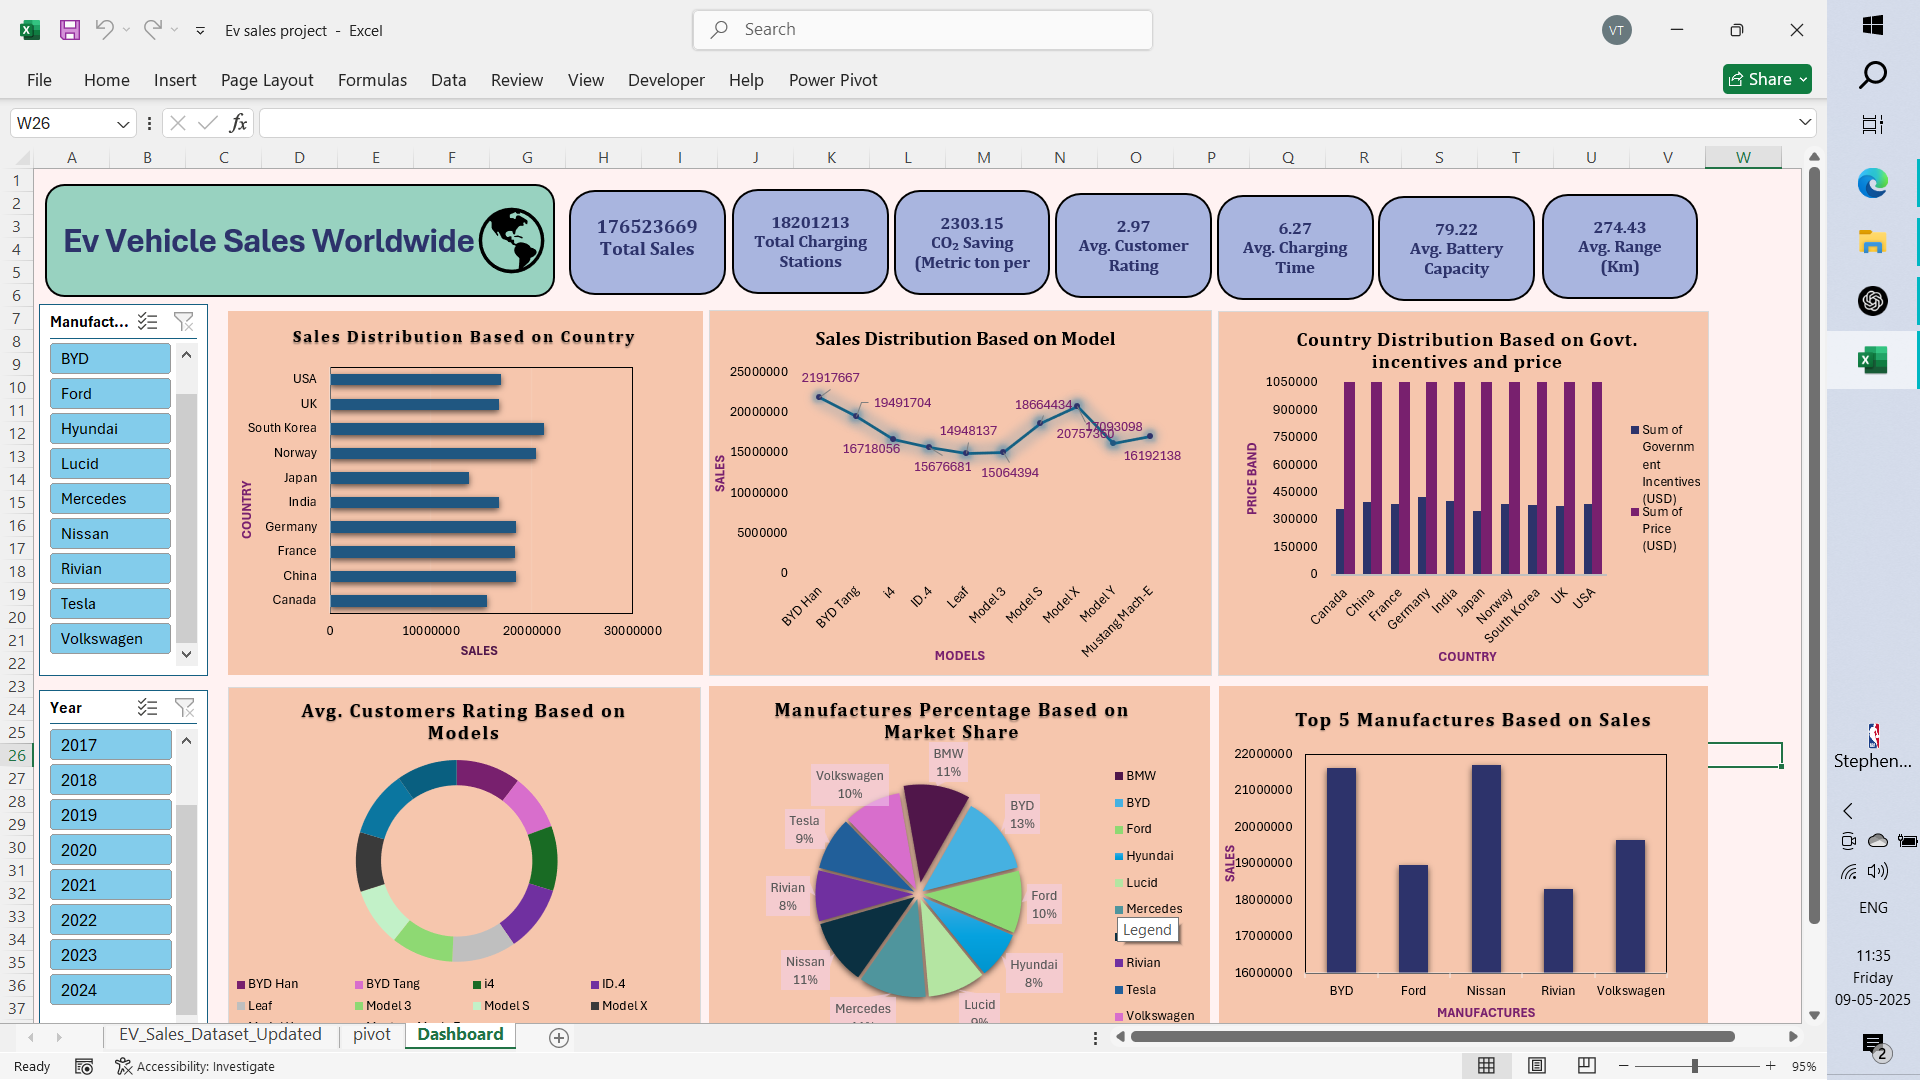 Ev sales project - Excel
Search
VT
File Home Insert Page Layout Formulas Data Review View Developer Help Power Pivot
Share
W26
fx
A B C D E F G H I J K L M N O P Q R S T U V W
1
2
3
4
5
6
7
8
9
10
11
12
13
14
15
16
17
18
19
20
21
22
23
24
25
26
27
28
29
30
31
32
33
34
35
36
37
Ev Vehicle Sales Worldwide
176523669
Total Sales
18201213
Total Charging
Stations
2303.15
CO₂ Saving
(Metric ton per
2.97
Avg. Customer
Rating
6.27
Avg. Charging
Time
79.22
Avg. Battery
Capacity
274.43
Avg. Range
(Km)
Manufact...
BYD
Ford
Hyundai
Lucid
Mercedes
Nissan
Rivian
Tesla
Volkswagen
Year
2017
2018
2019
2020
2021
2022
2023
2024
Sales Distribution Based on Country
COUNTRY
USA
UK
South Korea
Norway
Japan
India
Germany
France
China
Canada
0 10000000 20000000 30000000
SALES
Sales Distribution Based on Model
SALES
25000000
20000000
15000000
10000000
5000000
0
21917667
19491704
16718056
15676681
14948137
15064394
18664434
20757360
17093098
16192138
BYD Han
BYD Tang
i4
ID.4
Leaf
Model 3
Model S
Model X
Model Y
Mustang Mach-E
MODELS
Country Distribution Based on Govt.
incentives and price
PRICE BAND
1050000
900000
750000
600000
450000
300000
150000
0
Canada
China
France
Germany
India
Japan
Norway
South Korea
UK
USA
COUNTRY
Sum of
Governm
ent
Incentives
(USD)
Sum of
Price
(USD)
Avg. Customers Rating Based on
Models
BYD Han BYD Tang i4 ID.4
Leaf Model 3 Model S Model X
Manufactures Percentage Based on
Market Share
BMW
11%
BYD
13%
Ford
10%
Hyundai
8%
Lucid
9%
Mercedes
Nissan
11%
Rivian
8%
Tesla
9%
Volkswagen
10%
BMW
BYD
Ford
Hyundai
Lucid
Mercedes
Legend
Rivian
Tesla
Volkswagen
Top 5 Manufactures Based on Sales
SALES
22000000
21000000
20000000
19000000
18000000
17000000
16000000
BYD Ford Nissan Rivian Volkswagen
MANUFACTURES
EV_Sales_Dataset_Updated pivot Dashboard
Ready
Accessibility: Investigate
95%
Stephen...
ENG
11:35
Friday
09-05-2025
2